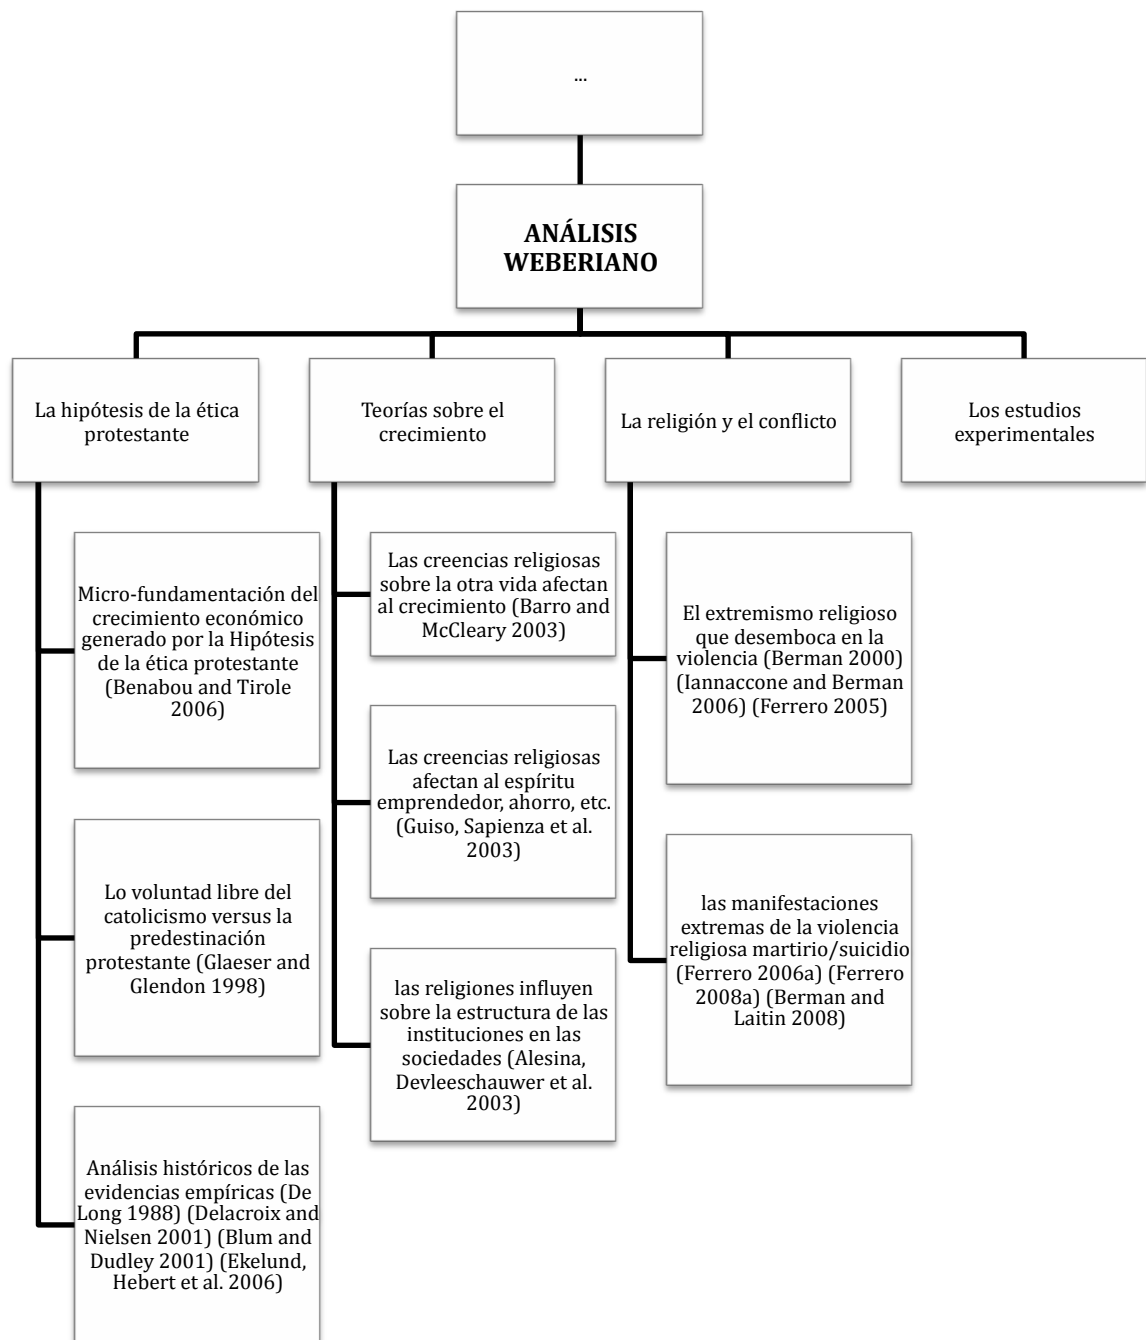 ...
ANÁLISIS
WEBERIANO
La hipótesis de la ética
protestante
Teorías sobre el
crecimiento
La religión y el conflicto
Los estudios
experimentales
Micro-fundamentación del
crecimiento económico
generado por la Hipótesis
de la ética protestante
(Benabou and Tirole
2006)
Lo voluntad libre del
catolicismo versus la
predestinación
protestante (Glaeser and
Glendon 1998)
Análisis históricos de las
evidencias empíricas (De
Long 1988) (Delacroix and
Nielsen 2001) (Blum and
Dudley 2001) (Ekelund,
Hebert et al. 2006)
Las creencias religiosas
sobre la otra vida afectan
al crecimiento (Barro and
McCleary 2003)
Las creencias religiosas
afectan al espíritu
emprendedor, ahorro, etc.
(Guiso, Sapienza et al.
2003)
las religiones influyen
sobre la estructura de las
instituciones en las
sociedades (Alesina,
Devleeschauwer et al.
2003)
El extremismo religioso
que desemboca en la
violencia (Berman 2000)
(Iannaccone and Berman
2006) (Ferrero 2005)
las manifestaciones
extremas de la violencia
religiosa martirio/suicidio
(Ferrero 2006a) (Ferrero
2008a) (Berman and
Laitin 2008)